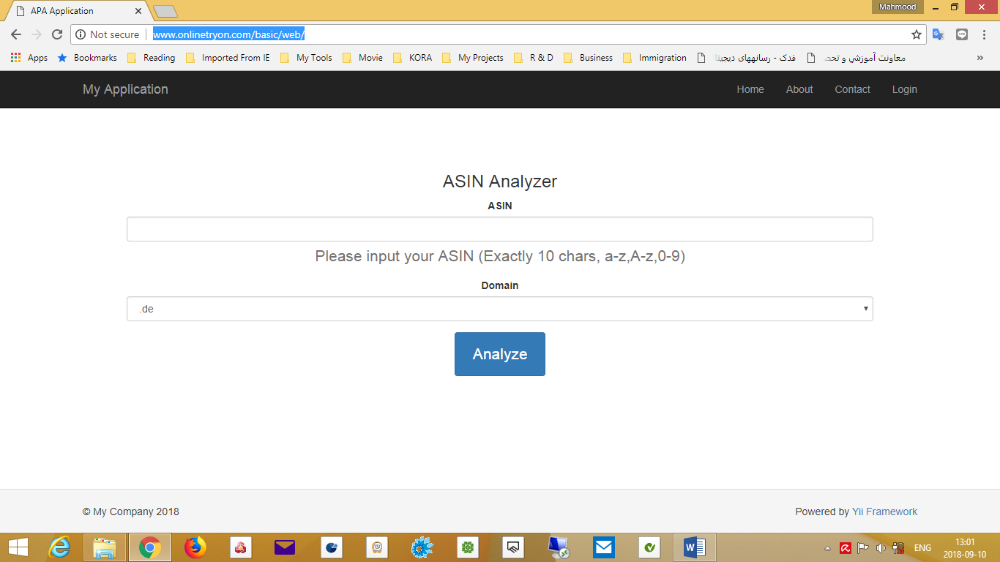 APA Application
Mahmood
Not secure
www.onlinetryon.com/basic/web/
Apps Bookmarks Reading Imported From IE My Tools Movie KORA My Projects R & D Business Immigration فدک - رسانههای دیجیتا معاونت آموزشي و تحص »
My Application Home About Contact Login
ASIN Analyzer
ASIN
Please input your ASIN (Exactly 10 chars, a-z,A-z,0-9)
Domain
.de
Analyze
© My Company 2018 Powered by Yii Framework
ENG
13:01
2018-09-10